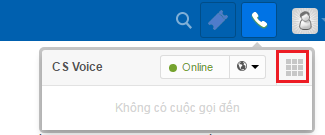 CS Voice Online
Không có cuộc gọi đến